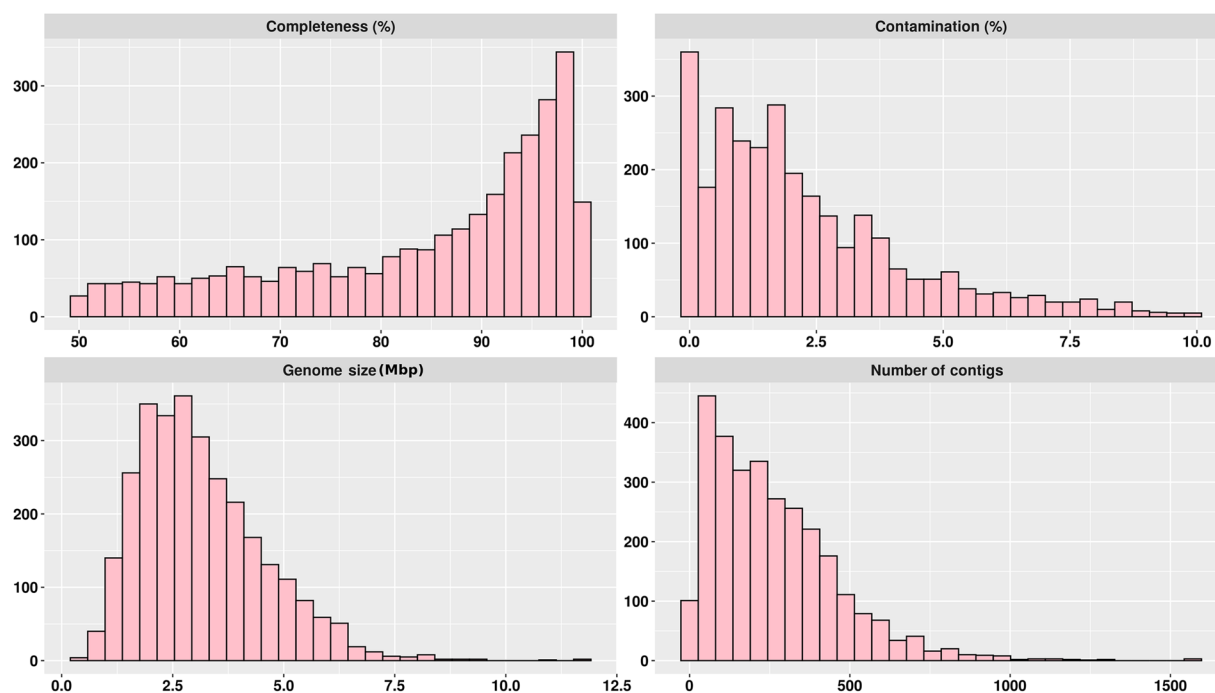 Completeness (%)
300
200
100
0
50 60 70 80 90 100
Contamination (%)
300
200
100
0
0.0 2.5 5.0 7.5 10.0
Genome size (Mbp)
300
200
100
0
0.0 2.5 5.0 7.5 10.0 12.5
Number of contigs
400
300
200
100
0
0 500 1000 1500